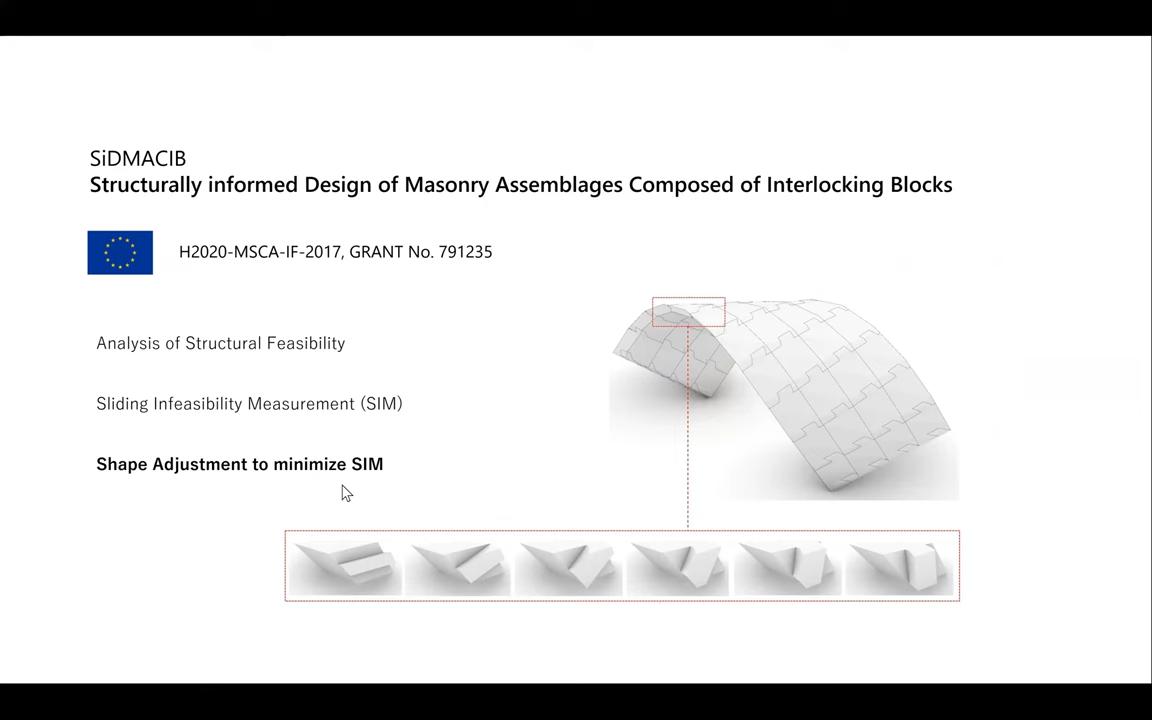 SiDMACIB
Structurally informed Design of Masonry Assemblages Composed of Interlocking Blocks
H2020-MSCA-IF-2017, GRANT No. 791235
Analysis of Structural Feasibility
Sliding Infeasibility Measurement (SIM)
Shape Adjustment to minimize SIM